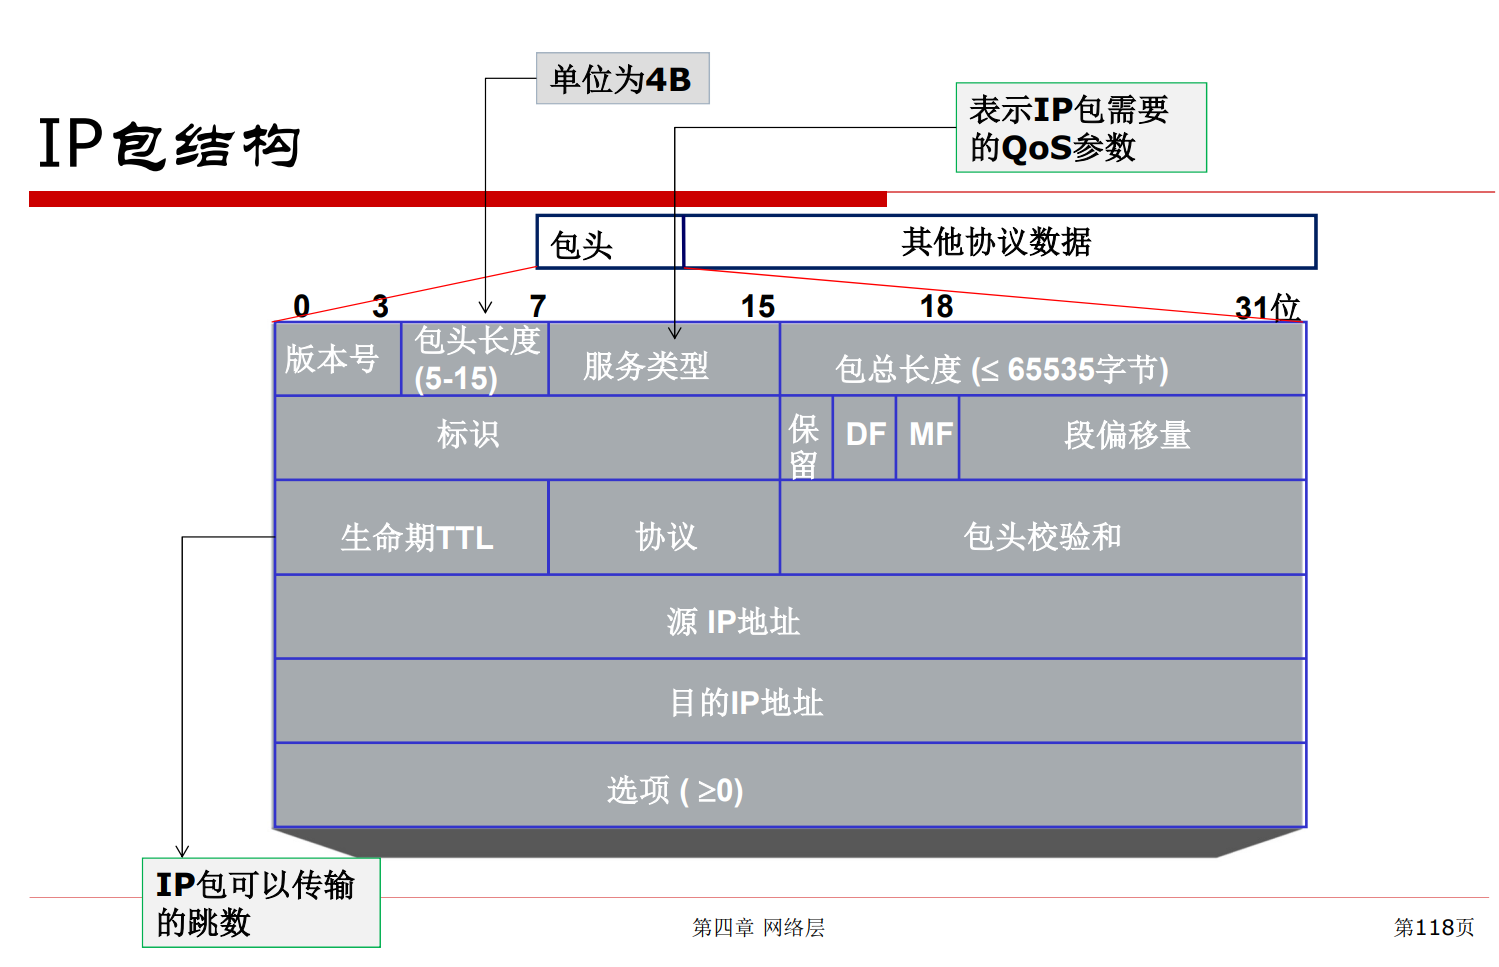 单位为4B
表示IP包需要
的QoS参数
IP包结构
包头
其他协议数据
0 3 7 15 18 31位
版本号
包头长度
(5-15)
服务类型
包总长度 (≤ 65535字节)
标识
保
留
DF
MF
段偏移量
生命期TTL
协议
包头校验和
源 IP地址
目的IP地址
选项 ( ≥0)
IP包可以传输
的跳数
第四章 网络层
第118页